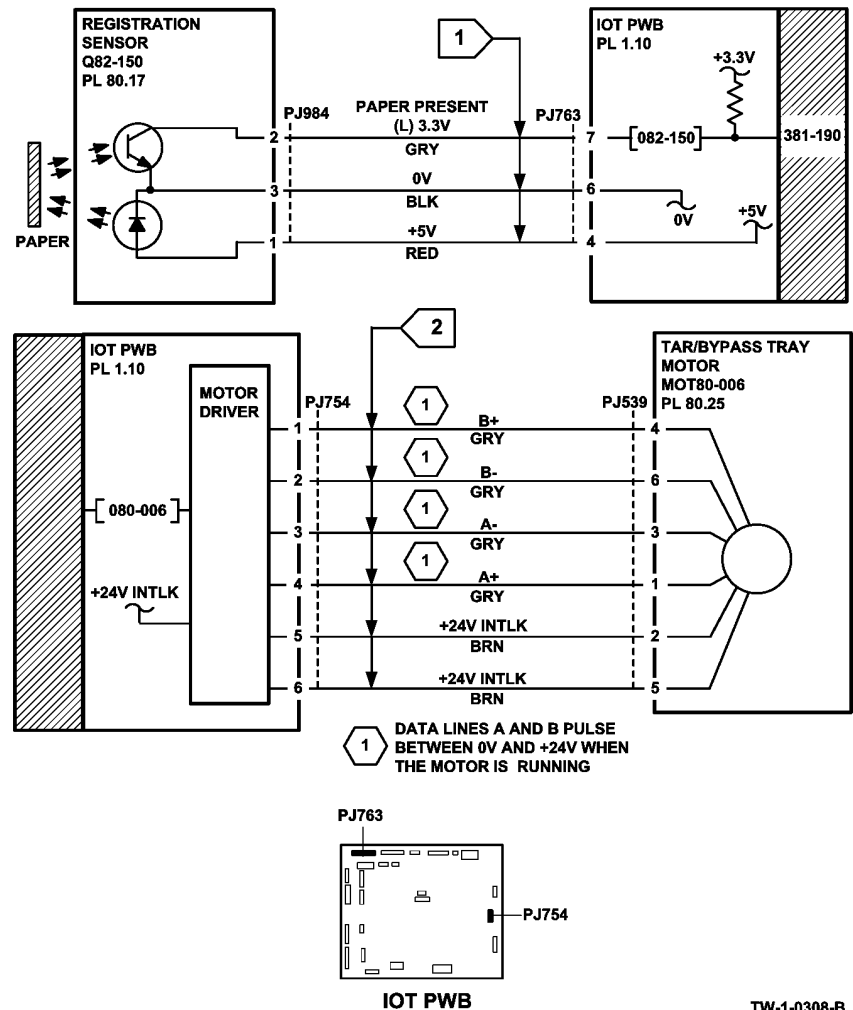 REGISTRATION
SENSOR
Q82-150
PL 80.17
1
IOT PWB
PL 1.10
+3.3V
PJ984
PAPER PRESENT
(L) 3.3V
PJ763
2
GRY
7
082-150
381-190
3
0V
BLK
6
0V
+5V
PAPER
1
+5V
RED
4
2
IOT PWB
PL 1.10
TAR/BYPASS TRAY
MOTOR
MOT80-006
PL 80.25
MOTOR
DRIVER
PJ754
1
PJ539
1
B+
GRY
4
1
2
B-
GRY
6
080-006
1
3
A-
GRY
3
1
4
A+
GRY
1
+24V INTLK
5
+24V INTLK
BRN
2
6
+24V INTLK
BRN
5
1
DATA LINES A AND B PULSE
BETWEEN 0V AND +24V WHEN
THE MOTOR IS RUNNING
PJ763
PJ754
IOT PWB
TW-1-0308-B